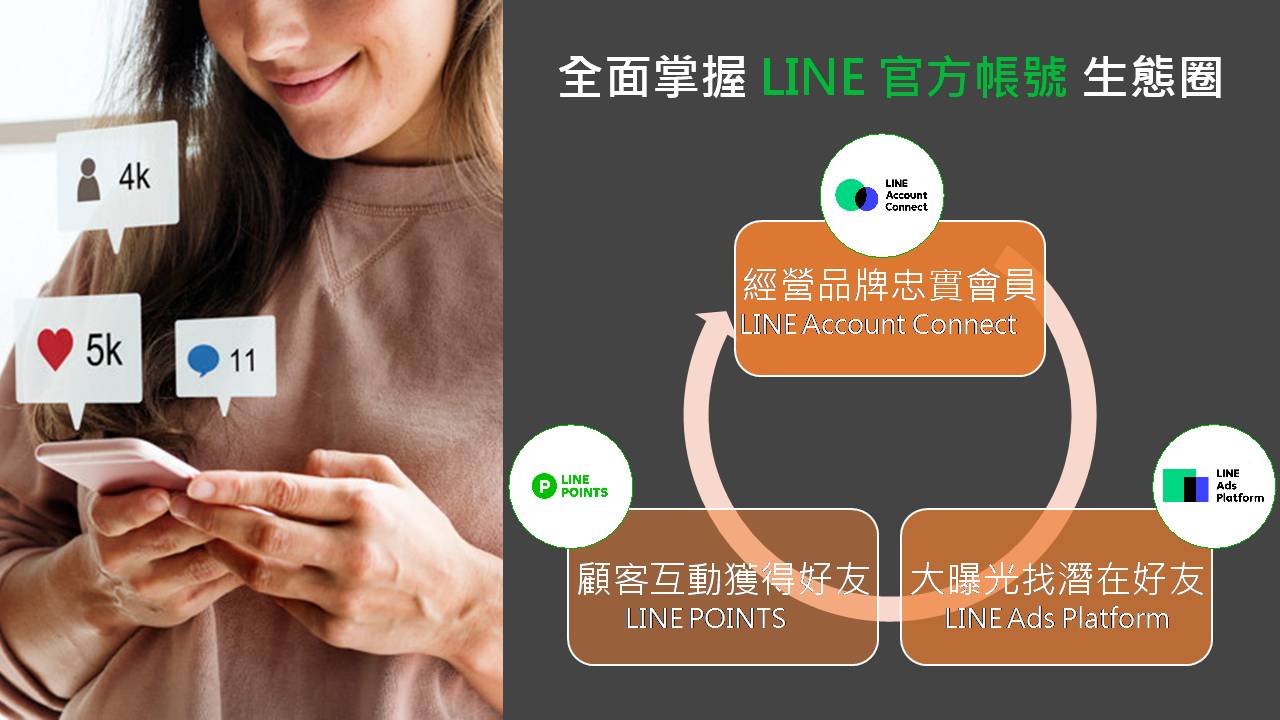 全面掌握 LINE 官方帳號 生態圈
LINE
Account
Connect
經營品牌忠實會員
LINE Account Connect
4k
5k
11
P LINE
POINTS
顧客互動獲得好友
LINE POINTS
LINE
Ads
Platform
大曝光找潛在好友
LINE Ads Platform